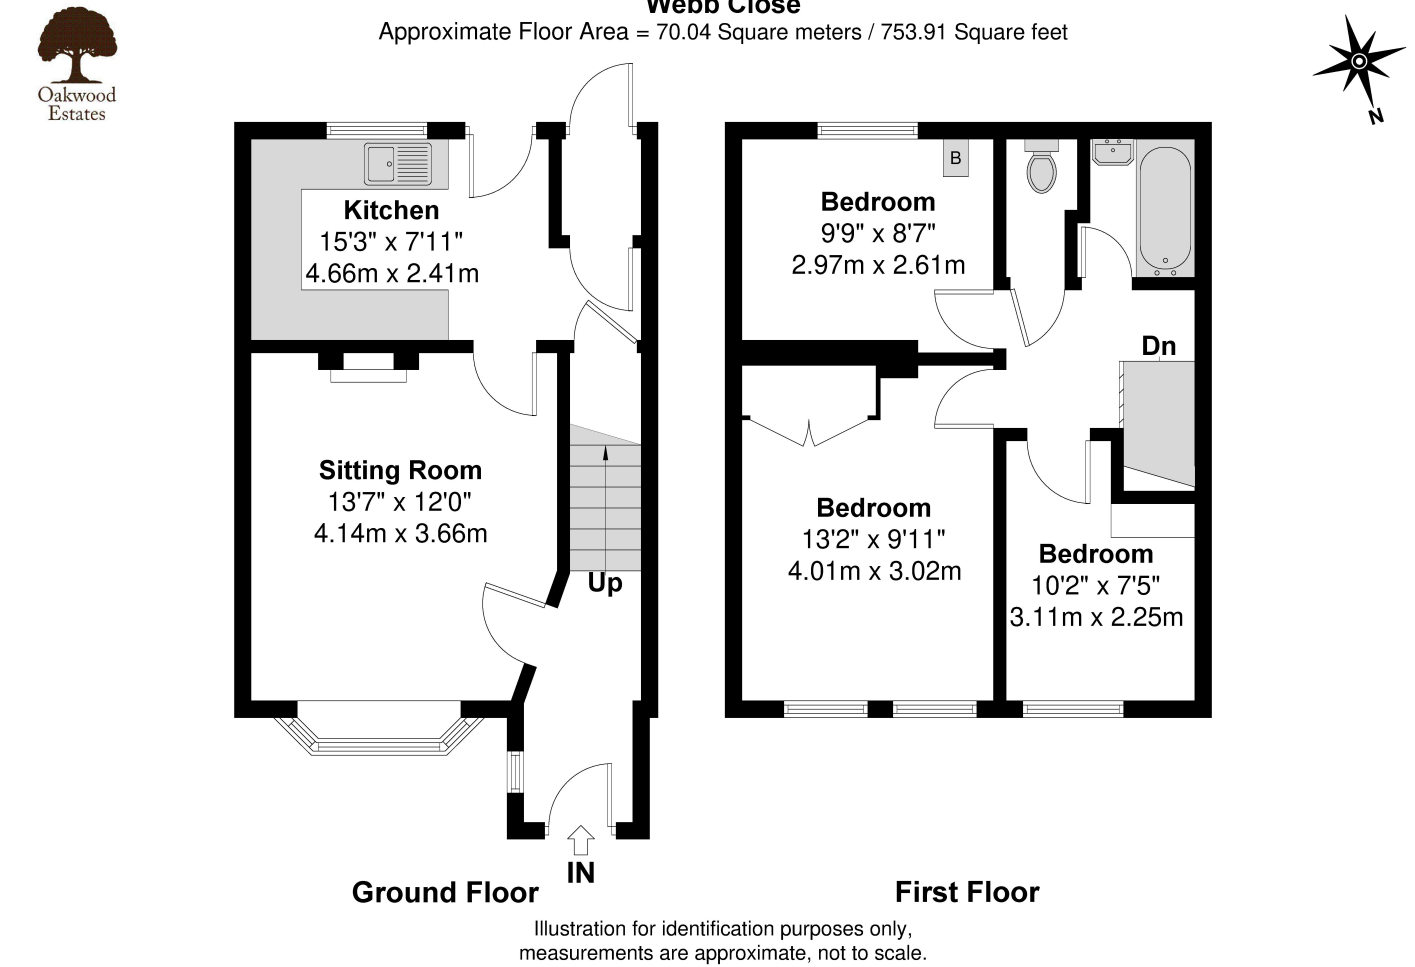 Webb Close
Approximate Floor Area = 70.04 Square meters / 753.91 Square feet
Oakwood
Estates
N
Kitchen
15'3" x 7'11"
4.66m x 2.41m
Sitting Room
13'7" x 12'0"
4.14m x 3.66m
Up
IN
Ground Floor
B
Bedroom
9'9" x 8'7"
2.97m x 2.61m
Dn
Bedroom
13'2" x 9'11"
4.01m x 3.02m
Bedroom
10'2" x 7'5"
3.11m x 2.25m
First Floor
Illustration for identification purposes only,
measurements are approximate, not to scale.